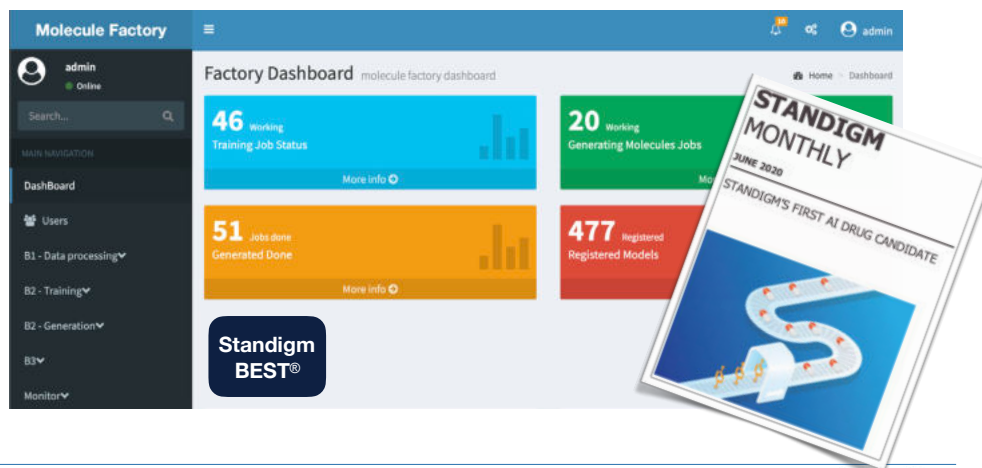 Molecule Factory
16
admin
admin
Online
Search...
MAIN NAVIGATION
DashBoard
Users
B1 - Data processing
B2 - Training
B2 - Generation
B3
Monitor
Factory Dashboard molecule factory dashboard
Home > Dashboard
46 Working
Training Job Status
More info
20 Working
Generating Molecules Jobs
Mo
51 Jobs done
Generated Done
More info
477 Registered
Registered Models
Standigm
BEST®
STANDIGM
MONTHLY
JUNE 2020
STANDIGM'S FIRST AI DRUG CANDIDATE